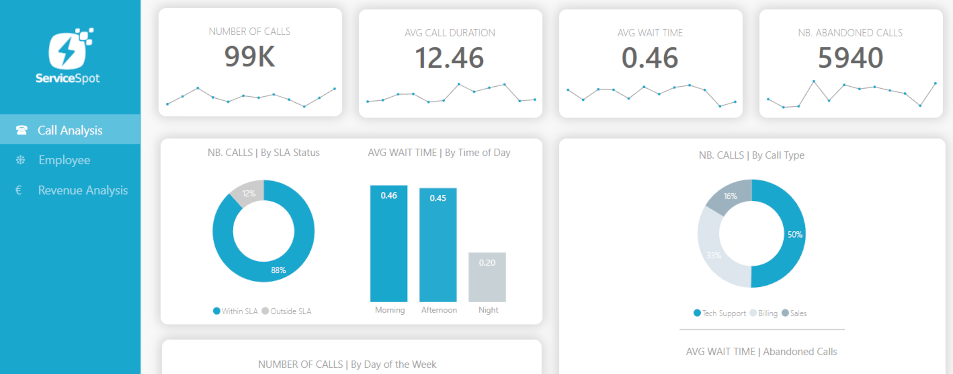 ServiceSpot
Call Analysis
Employee
€ Revenue Analysis
NUMBER OF CALLS
99K
AVG CALL DURATION
12.46
AVG WAIT TIME
0.46
NB. ABANDONED CALLS
5940
NB. CALLS | By SLA Status
12%
88%
Within SLA Outside SLA
AVG WAIT TIME | By Time of Day
0.46 0.45 0.20
Morning Afternoon Night
NB. CALLS | By Call Type
16%
50%
33%
Tech Support Billing Sales
AVG WAIT TIME | Abandoned Calls
NUMBER OF CALLS | By Day of the Week